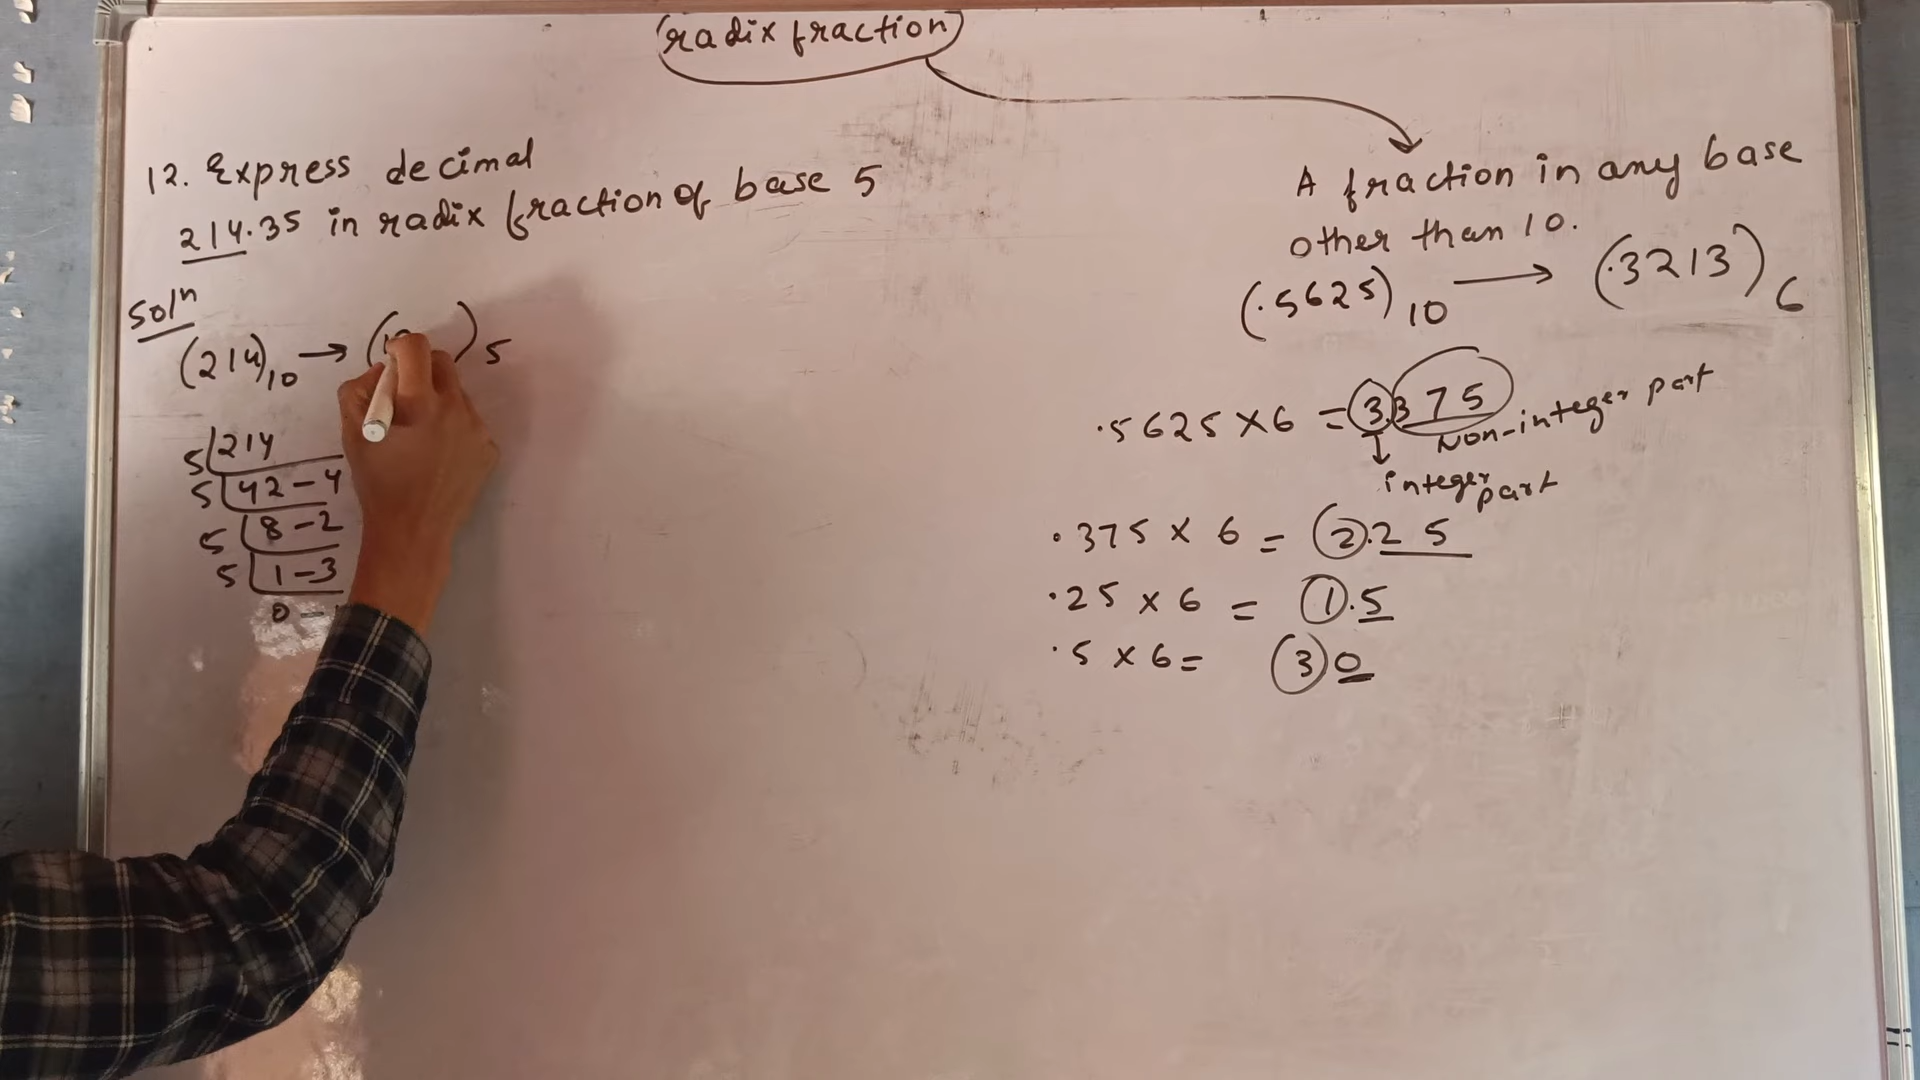 radix fraction
12. Express decimal
214.35 in radix fraction of base 5
Solⁿ
(214)₁₀ → ( )₅
5 214
5 42 - 4
5 8 - 2
5 1 - 3
0 -
A fraction in any base
other than 10.
(.5625)₁₀ → (.3213)₆
.5625 × 6 = 3.375
Non-integer part
integer part
.375 × 6 = 2.25
.25 × 6 = 1.5
.5 × 6 = 3 0